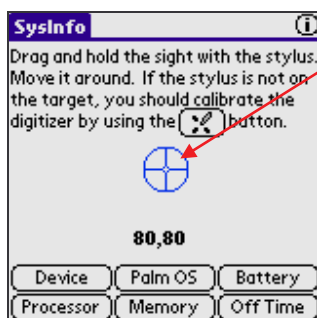 SysInfo
Drag and hold the sight with the stylus.
Move it around. If the stylus is not on
the target, you should calibrate the
digitizer by using the button.
80,80
Device Palm OS Battery
Processor Memory Off Time